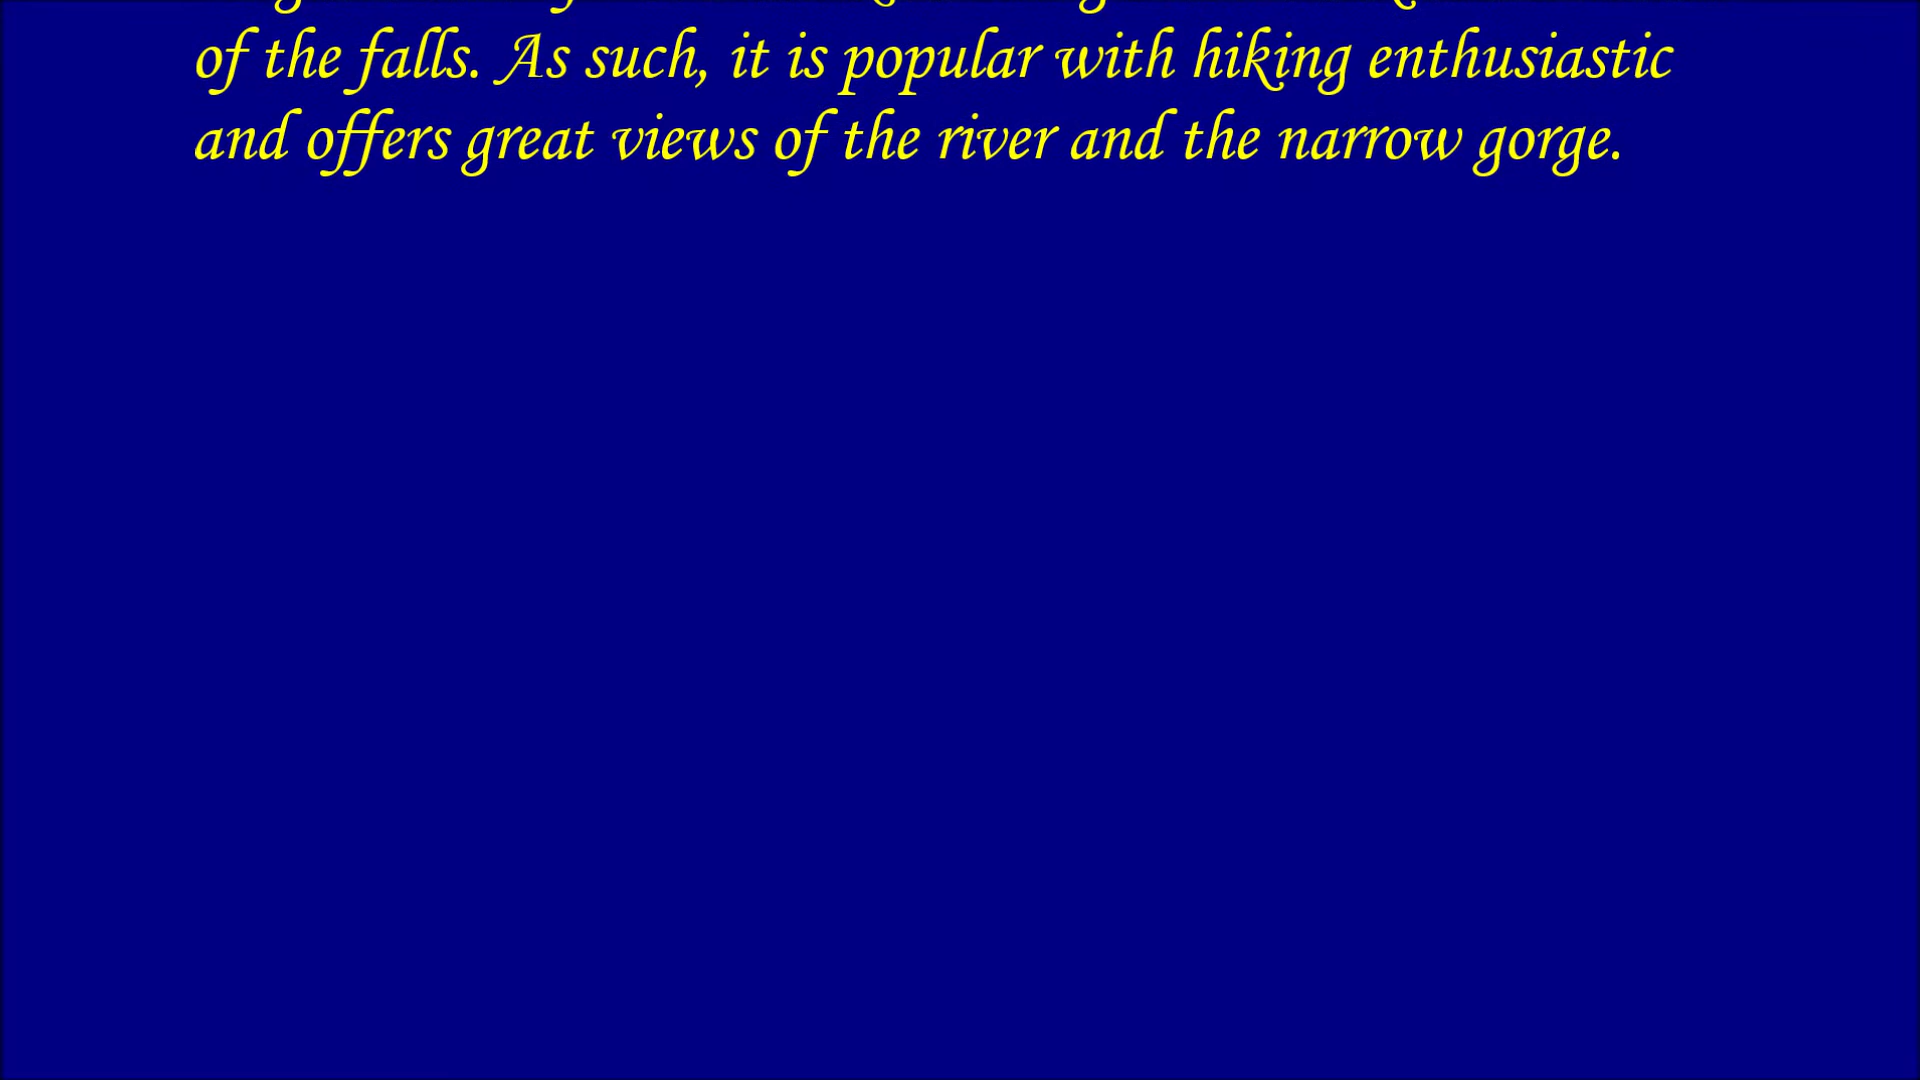 of the falls. As such, it is popular with hiking enthusiastic
and offers great views of the river and the narrow gorge.